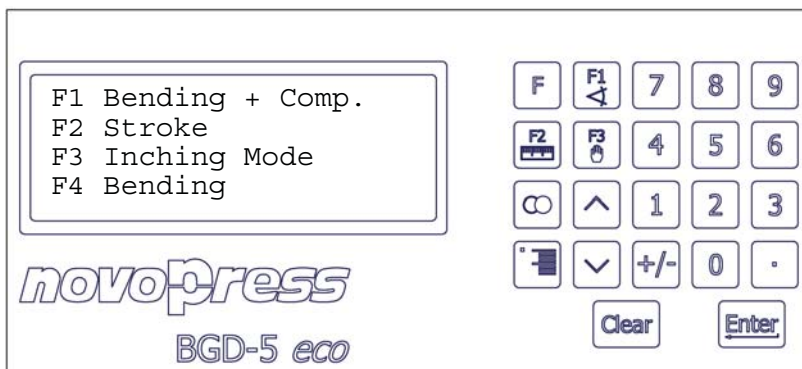 F1 Bending + Comp.
F2 Stroke
F3 Inching Mode
F4 Bending
novopress
BGD-5 eco
F F1 7 8 9
F2 F3 4 5 6
1 2 3
+/- 0 .
Clear Enter